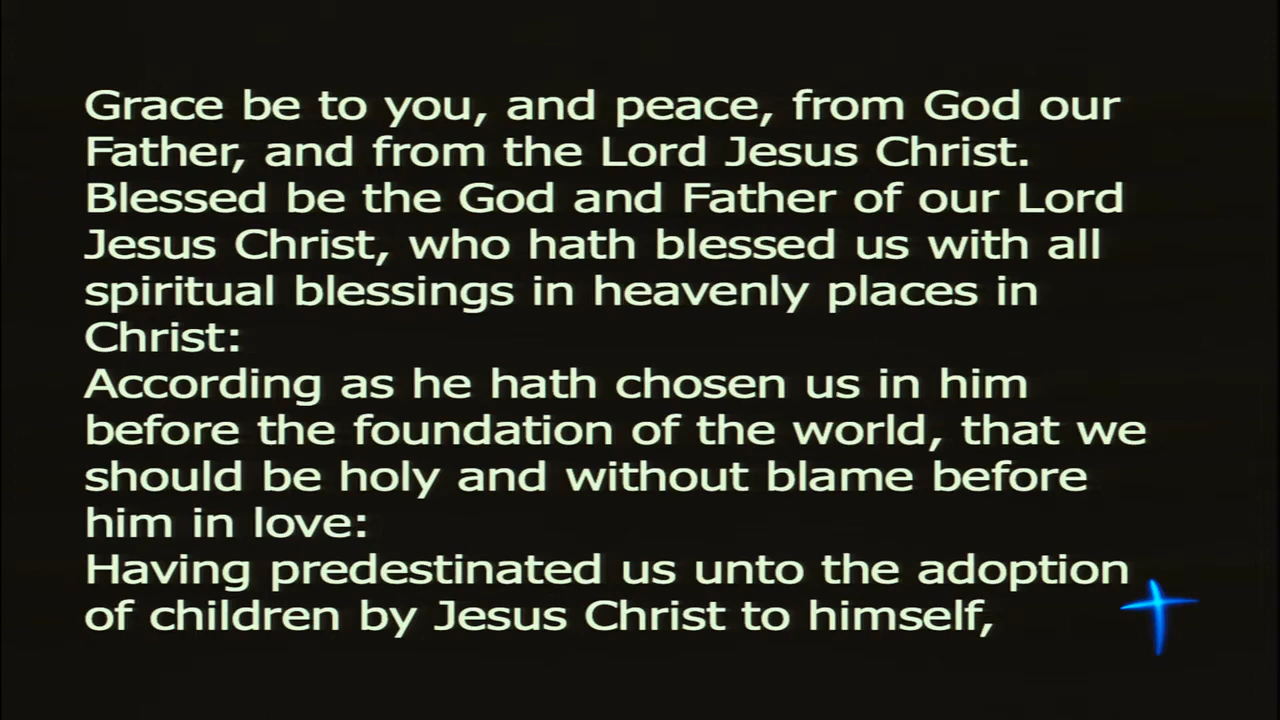 Grace be to you, and peace, from God our
Father, and from the Lord Jesus Christ.
Blessed be the God and Father of our Lord
Jesus Christ, who hath blessed us with all
spiritual blessings in heavenly places in
Christ:
According as he hath chosen us in him
before the foundation of the world, that we
should be holy and without blame before
him in love:
Having predestinated us unto the adoption
of children by Jesus Christ to himself,